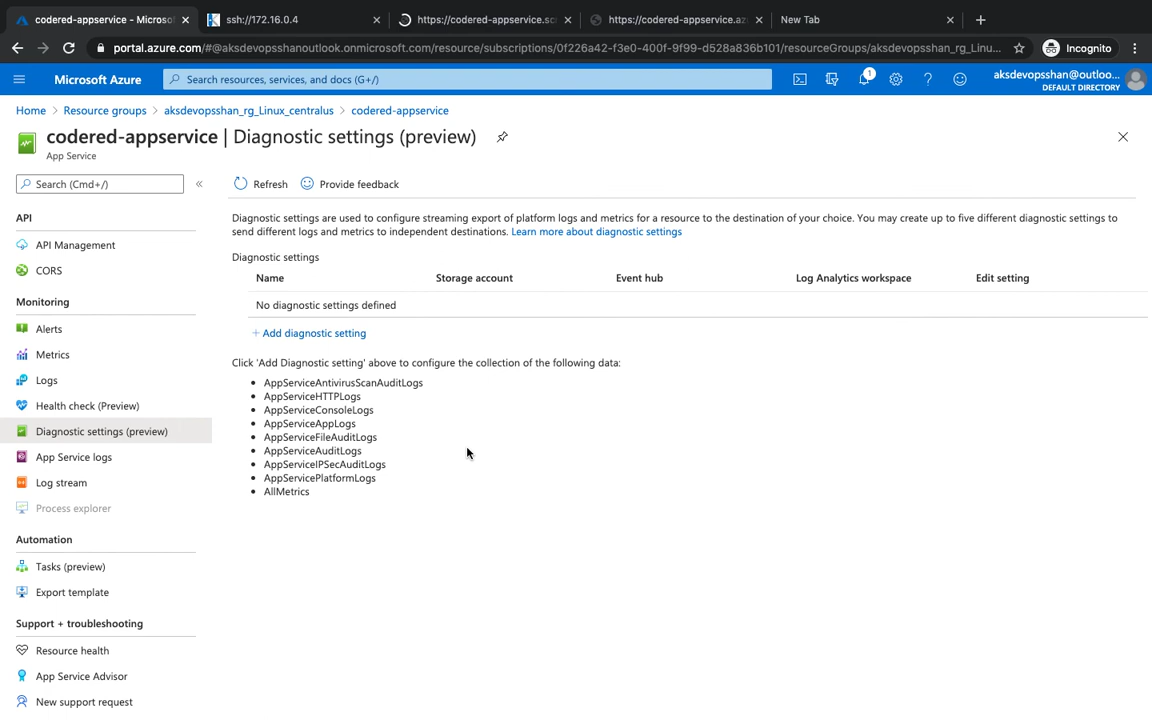 codered-appservice - Microsof
ssh://172.16.0.4
https://codered-appservice.sc
https://codered-appservice.az
New Tab
portal.azure.com/#@aksdevopsshanoutlook.onmicrosoft.com/resource/subscriptions/0f226a42-f3e0-400f-9f99-d528a836b101/resourceGroups/aksdevopsshan_rg_Linu...
Incognito
Microsoft Azure
Search resources, services, and docs (G+/)
1
aksdevopsshan@outloo...
DEFAULT DIRECTORY
Home > Resource groups > aksdevopsshan_rg_Linux_centralus > codered-appservice
codered-appservice | Diagnostic settings (preview)
App Service
Search (Cmd+/)
«
Refresh
Provide feedback
API
API Management
CORS
Monitoring
Alerts
Metrics
Logs
Health check (Preview)
Diagnostic settings (preview)
App Service logs
Log stream
Process explorer
Automation
Tasks (preview)
Export template
Support + troubleshooting
Resource health
App Service Advisor
New support request
Diagnostic settings are used to configure streaming export of platform logs and metrics for a resource to the destination of your choice. You may create up to five different diagnostic settings to
send different logs and metrics to independent destinations. Learn more about diagnostic settings
Diagnostic settings
Name Storage account Event hub Log Analytics workspace Edit setting
No diagnostic settings defined
+ Add diagnostic setting
Click 'Add Diagnostic setting' above to configure the collection of the following data:
• AppServiceAntivirusScanAuditLogs
• AppServiceHTTPLogs
• AppServiceConsoleLogs
• AppServiceAppLogs
• AppServiceFileAuditLogs
• AppServiceAuditLogs
• AppServiceIPSecAuditLogs
• AppServicePlatformLogs
• AllMetrics